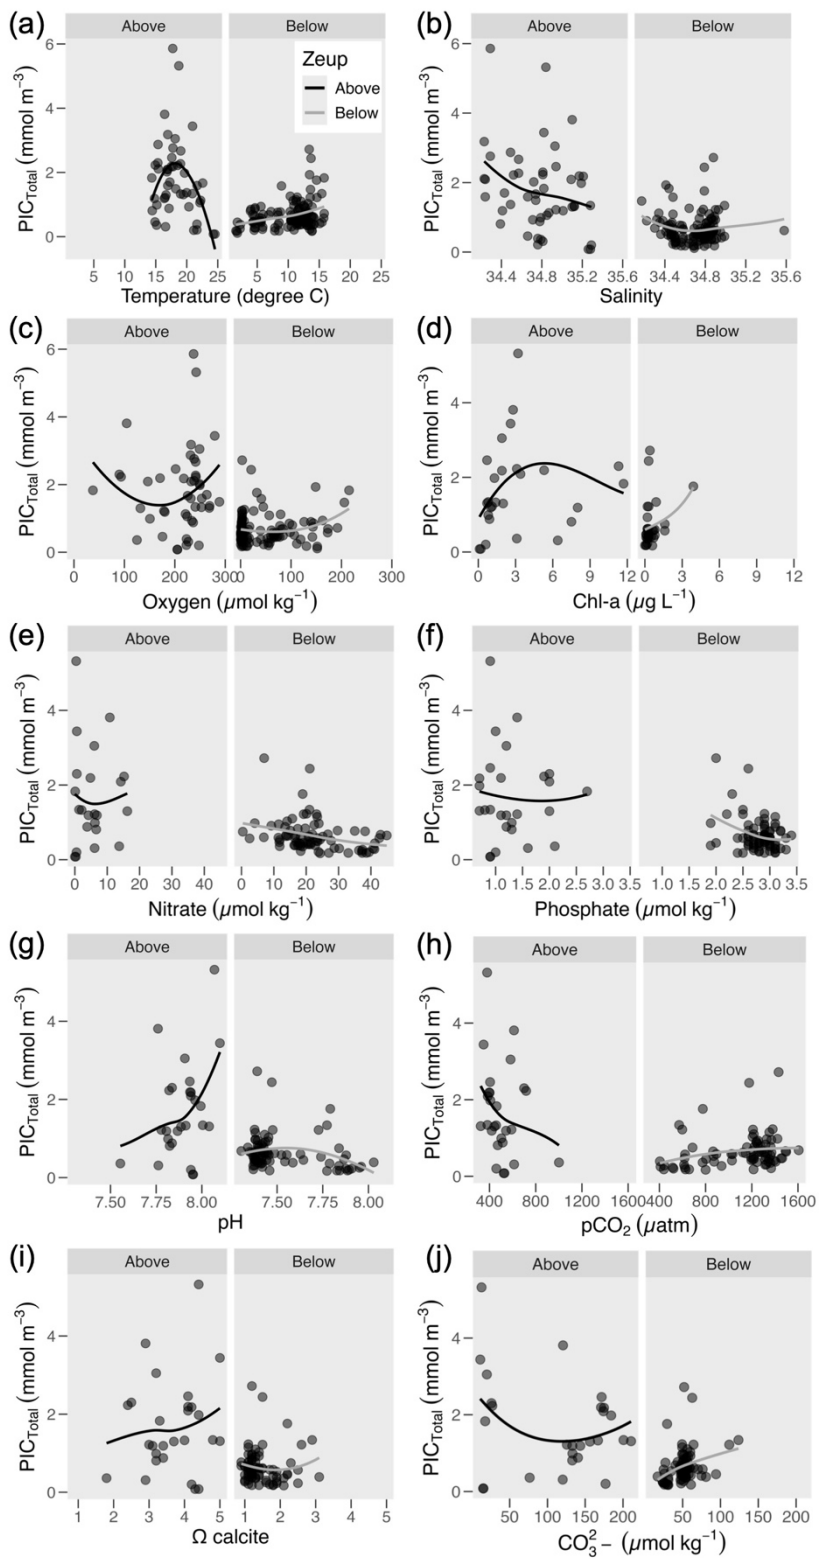 (a) Above Below
PIC_Total (mmol m⁻³)
6
4
2
0
Zeup
Above
Below
5 10 15 20 25 5 10 15 20 25
Temperature (degree C)
(b) Above Below
PIC_Total (mmol m⁻³)
6
4
2
0
34.4 34.8 35.2 35.6 34.4 34.8 35.2 35.6
Salinity
(c) Above Below
PIC_Total (mmol m⁻³)
6
4
2
0
0 100 200 300 0 100 200 300
Oxygen (μmol kg⁻¹)
(d) Above Below
PIC_Total (mmol m⁻³)
4
2
0
0 3 6 9 12 0 3 6 9 12
Chl-a (μg L⁻¹)
(e) Above Below
PIC_Total (mmol m⁻³)
4
2
0
0 10 20 30 40 0 10 20 30 40
Nitrate (μmol kg⁻¹)
(f) Above Below
PIC_Total (mmol m⁻³)
4
2
0
1.0 1.5 2.0 2.5 3.0 3.5 1.0 1.5 2.0 2.5 3.0 3.5
Phosphate (μmol kg⁻¹)
(g) Above Below
PIC_Total (mmol m⁻³)
4
2
0
7.50 7.75 8.00 7.50 7.75 8.00
pH
(h) Above Below
PIC_Total (mmol m⁻³)
4
2
0
400 800 1200 1600 400 800 1200 1600
pCO₂ (μatm)
(i) Above Below
PIC_Total (mmol m⁻³)
4
2
0
1 2 3 4 5 1 2 3 4 5
Ω calcite
(j) Above Below
PIC_Total (mmol m⁻³)
4
2
0
50 100 150 200 50 100 150 200
CO₃²− (μmol kg⁻¹)